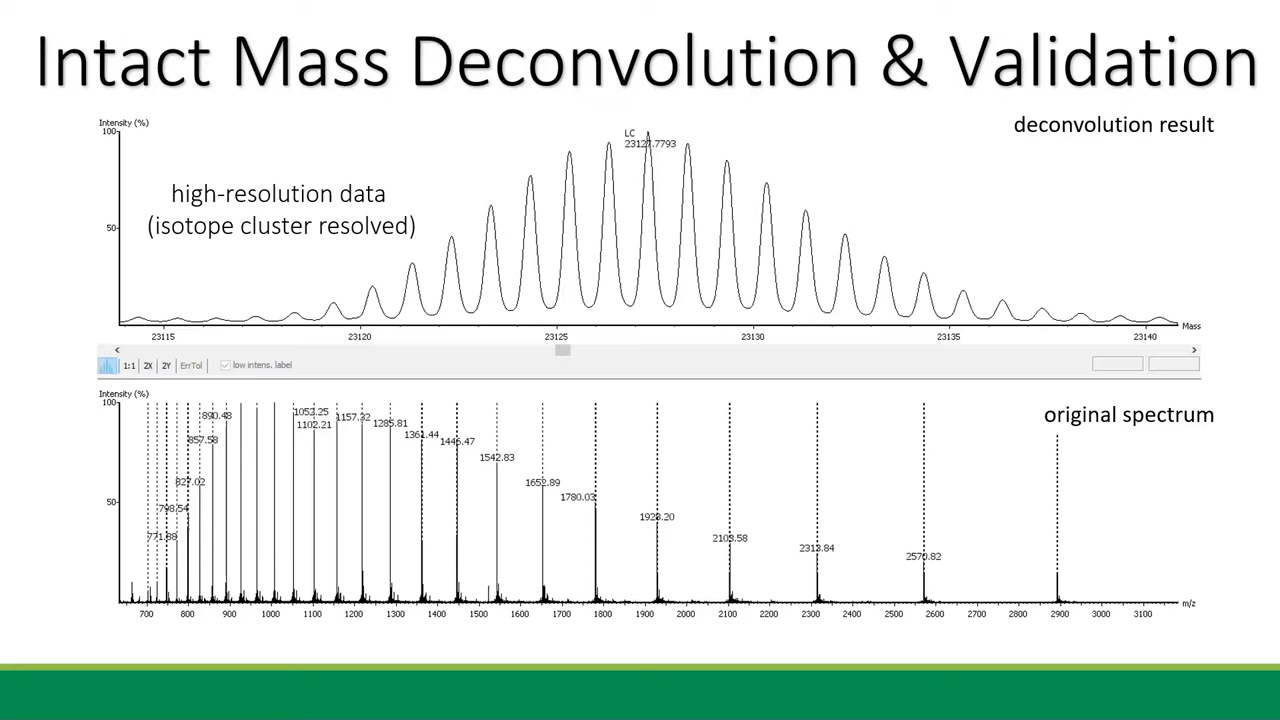 Intact Mass Deconvolution & Validation
Intensity (%)
deconvolution result
100
LC
23127.7793
high-resolution data
(isotope cluster resolved)
50
23115 23120 23125 23130 23135 23140 Mass
1:1 2X 2Y ErrTol low intens. label
Intensity (%)
original spectrum
100
890.48 1052.25 1157.32 1285.81
1102.21
857.58 1361.44 1446.47
1542.83
827.02 1652.89
50 1780.03
798.54 1928.20
771.88 2103.58
2313.84
2570.82
700 800 900 1000 1100 1200 1300 1400 1500 1600 1700 1800 1900 2000 2100 2200 2300 2400 2500 2600 2700 2800 2900 3000 3100 m/z